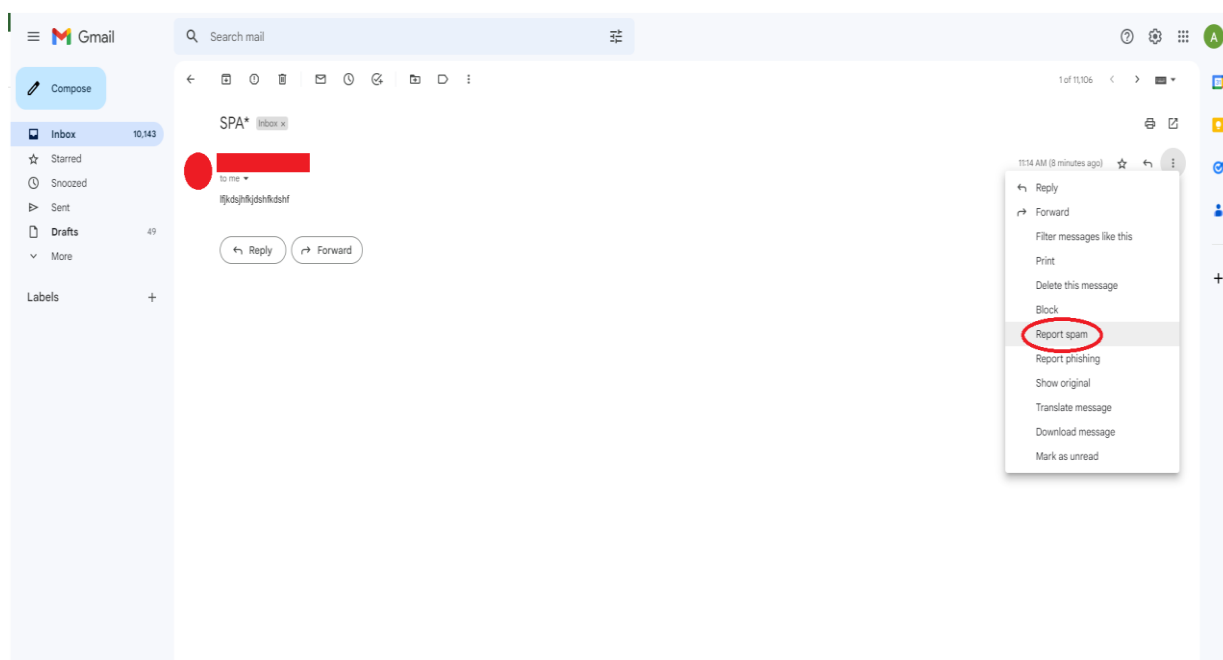 Gmail
Search mail
A
Compose
1 of 11,106
Inbox 10,143
Starred
Snoozed
Sent
Drafts 49
More
Labels +
SPA* Inbox x
11:14 AM (8 minutes ago)
to me
lfjkdsjhfkjdshfkdshf
Reply Forward
Reply
Forward
Filter messages like this
Print
Delete this message
Block
Report spam
Report phishing
Show original
Translate message
Download message
Mark as unread